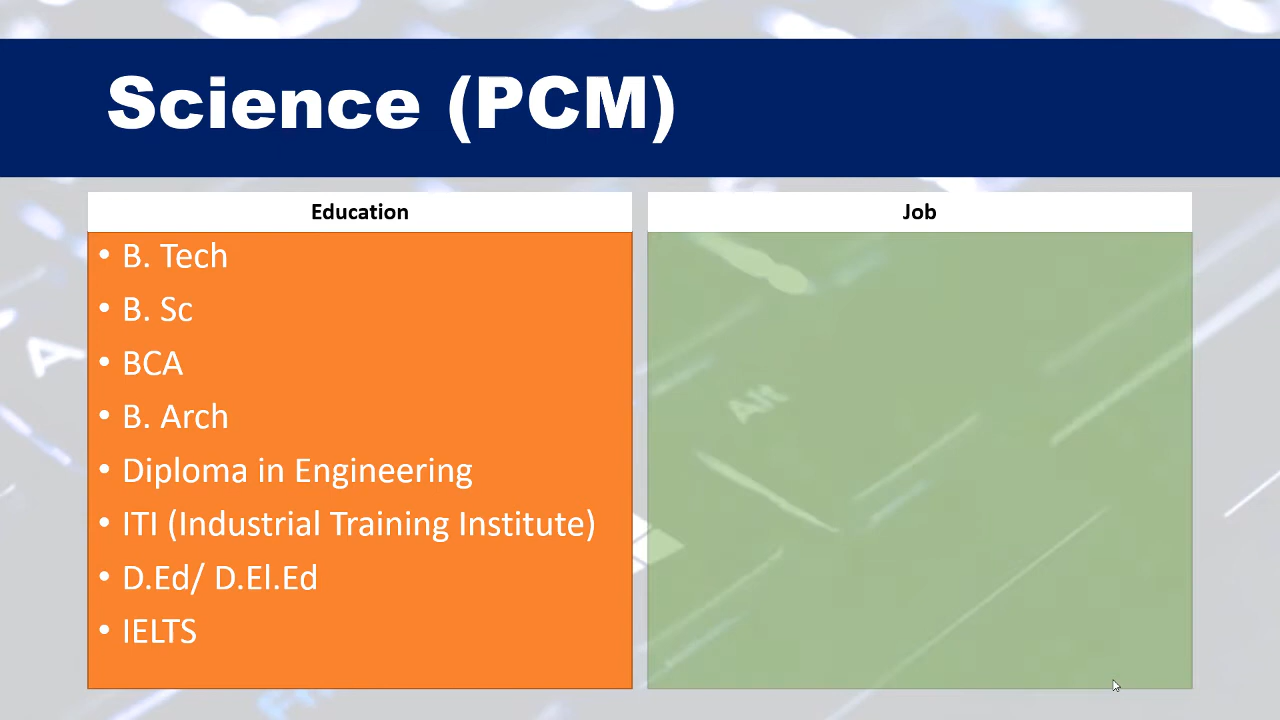 Science (PCM)
Education
• B. Tech
• B. Sc
• BCA
• B. Arch
• Diploma in Engineering
• ITI (Industrial Training Institute)
• D.Ed/ D.El.Ed
• IELTS
Job
A
Alt